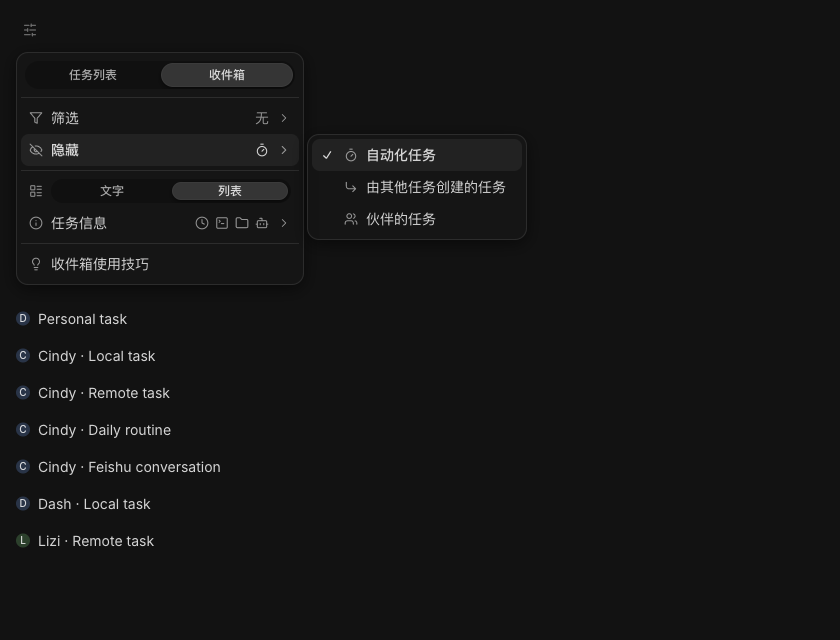 任务列表 收件箱
筛选 无
隐藏
自动化任务
由其他任务创建的任务
伙伴的任务
文字 列表
任务信息
收件箱使用技巧
D Personal task
C Cindy · Local task
C Cindy · Remote task
C Cindy · Daily routine
C Cindy · Feishu conversation
D Dash · Local task
L Lizi · Remote task